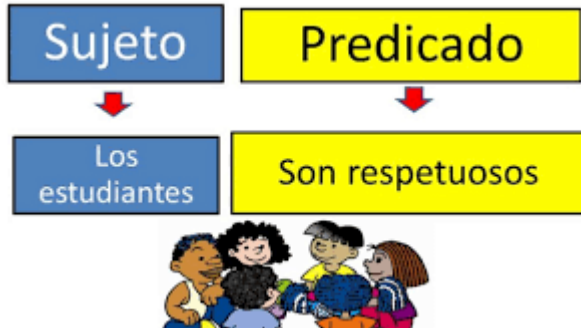 Sujeto
Predicado
Los
estudiantes
Son respetuosos